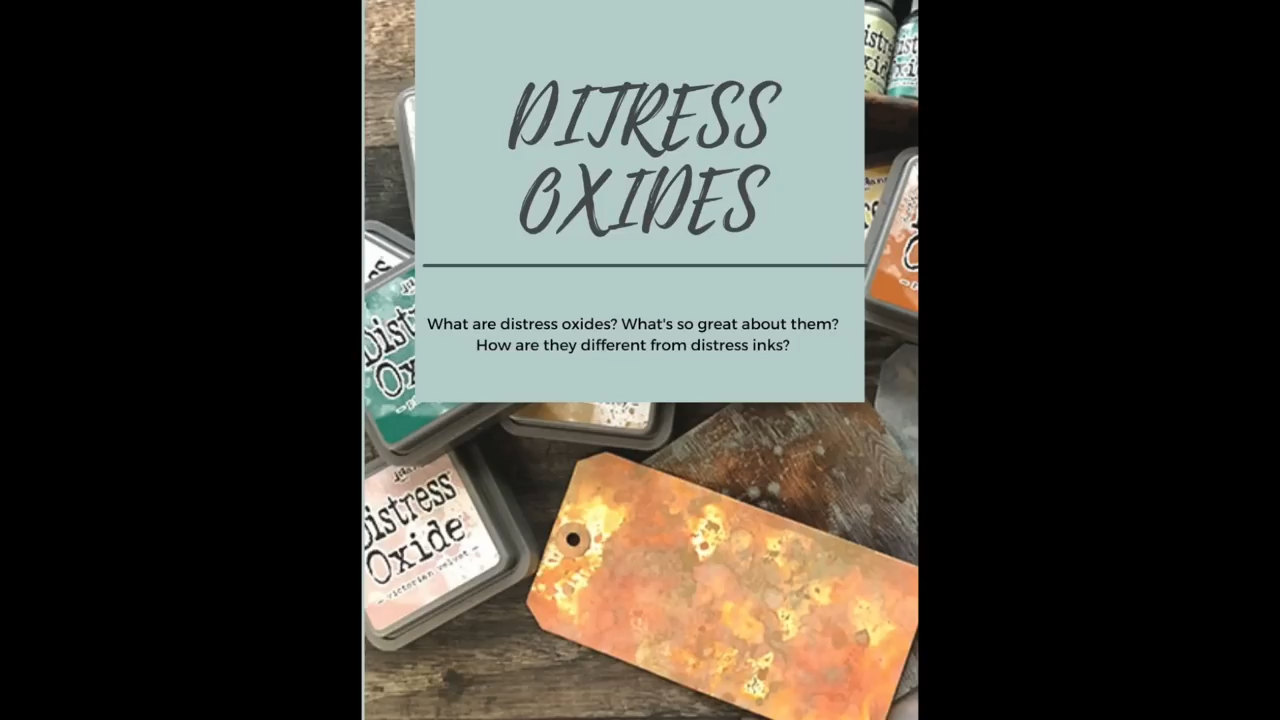 DITRESS
OXIDES
What are distress oxides? What's so great about them?
How are they different from distress inks?
Distress
Oxide
Distress
Oxide
victorian velvet